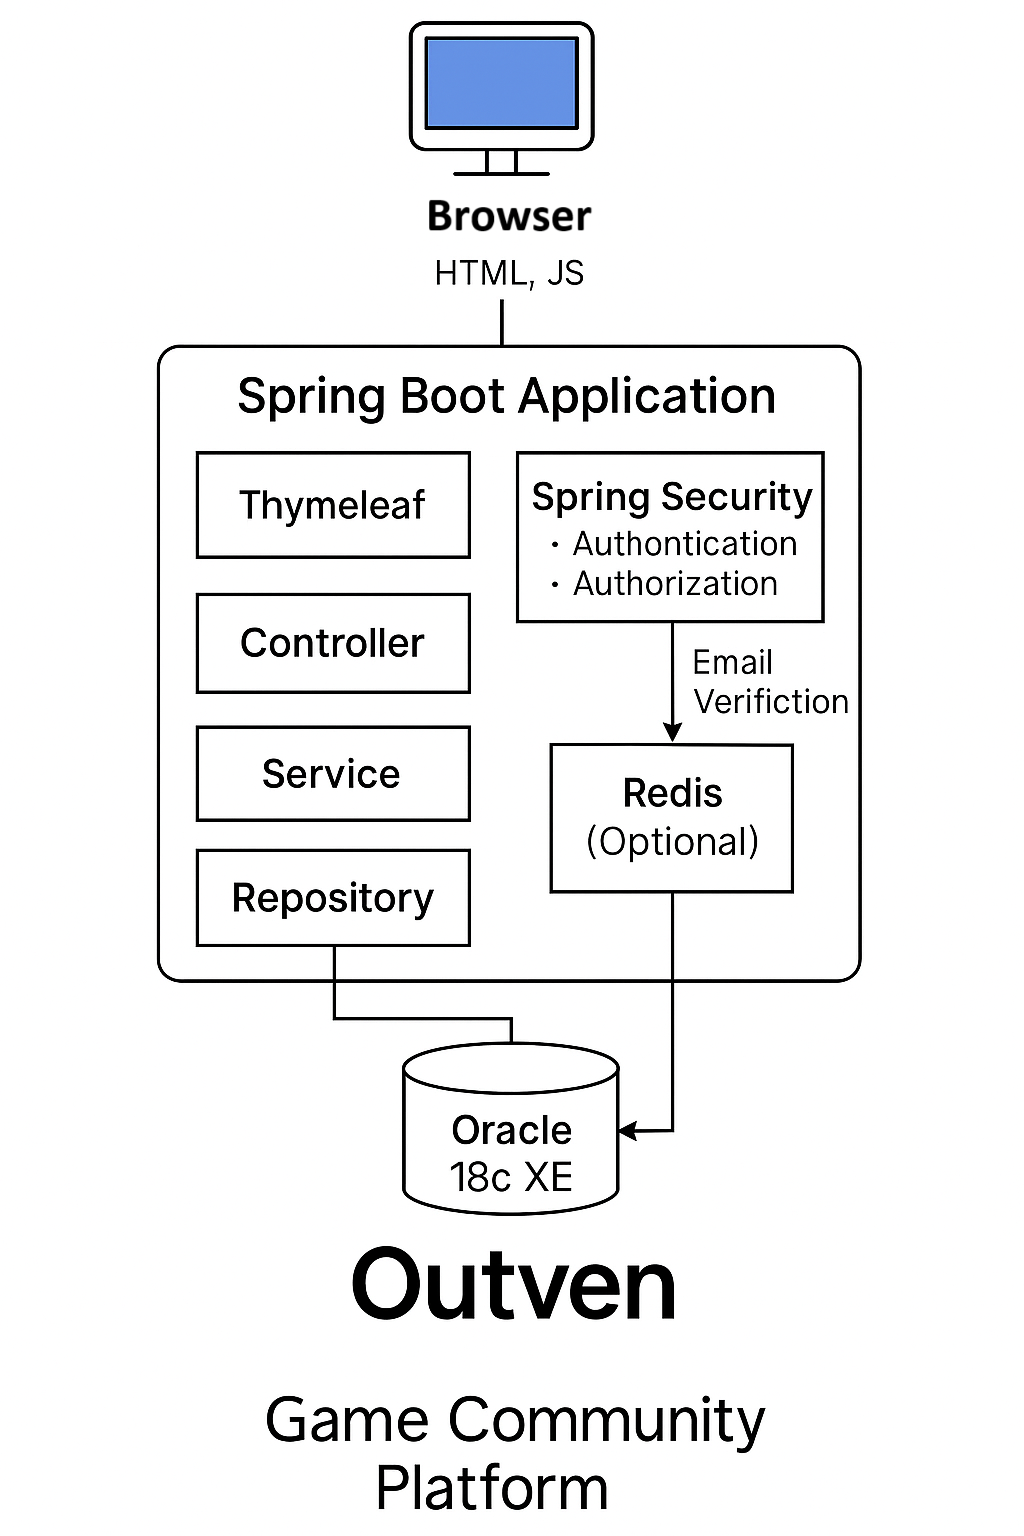 Browser
HTML, JS
Spring Boot Application
Thymeleaf
Controller
Service
Repository
Spring Security
· Authontication
· Authorization
Email
Verifiction
Redis
(Optional)
Oracle
18c XE
Outven
Game Community
Platform